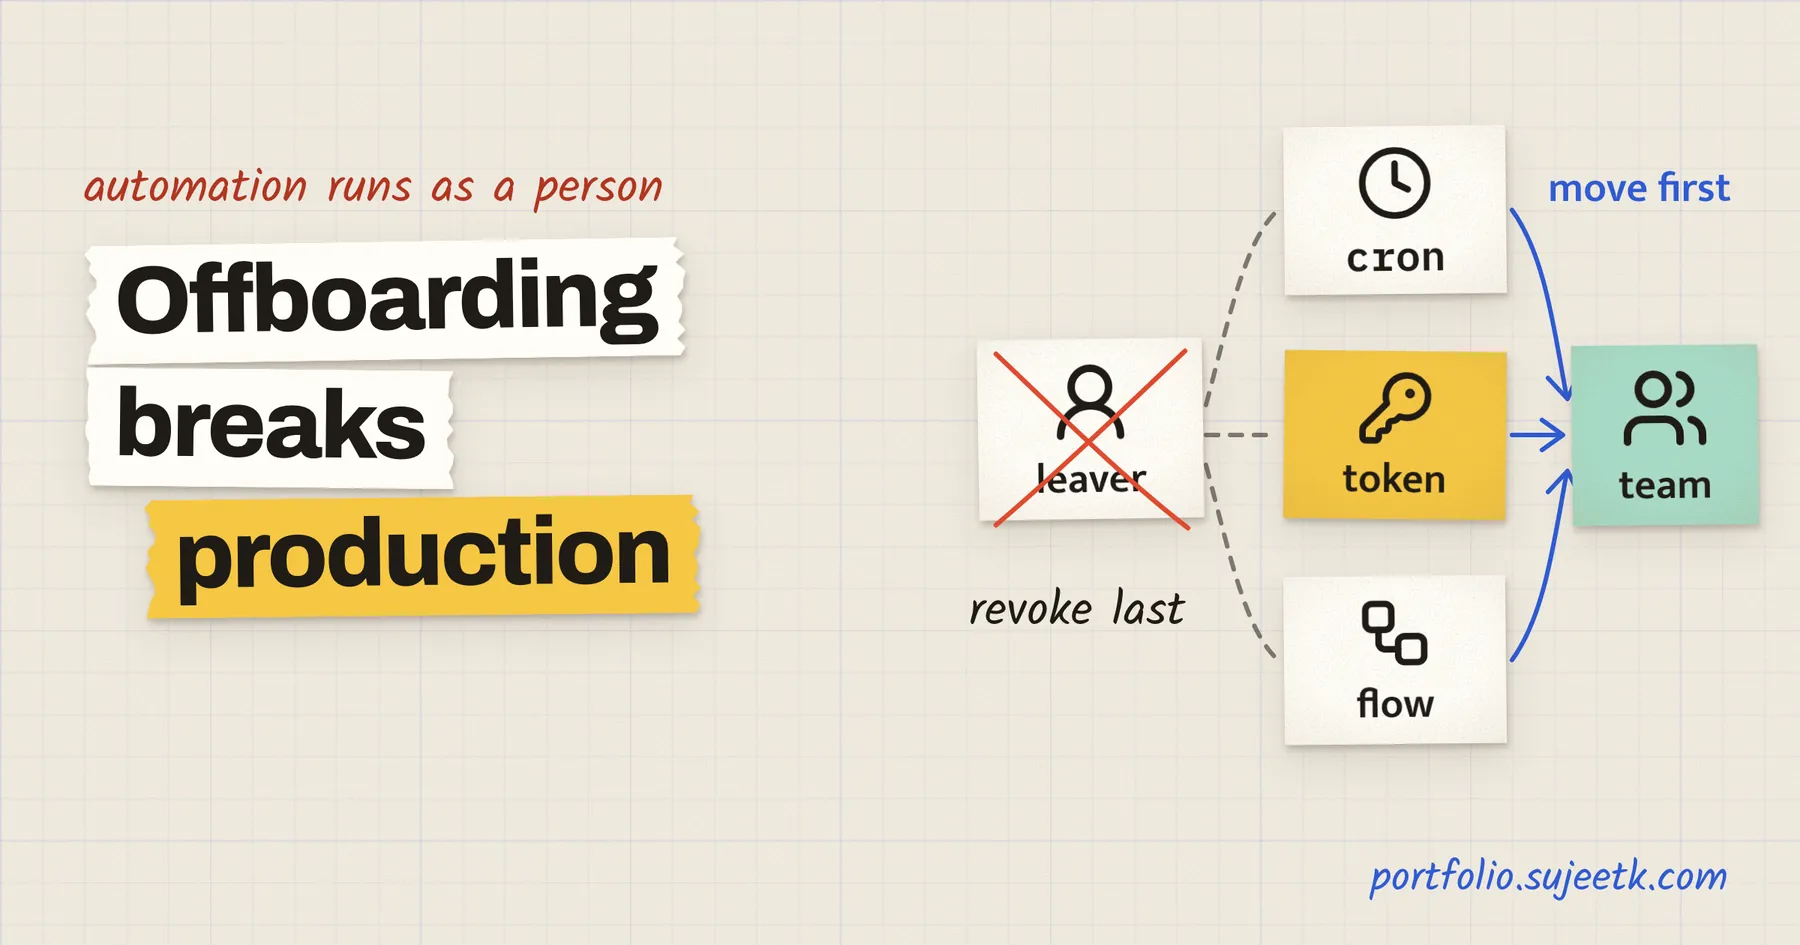 automation runs as a person
Offboarding
breaks
production
leaver
revoke last
cron
token
flow
move first
team
portfolio.sujeetk.com